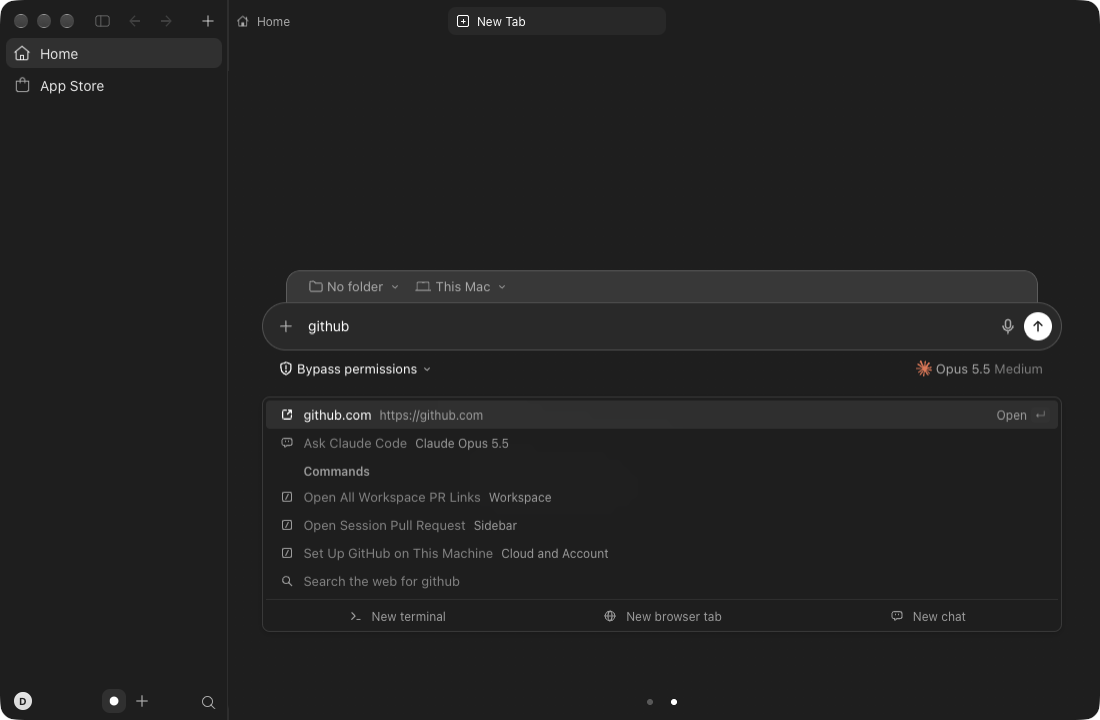 Home
New Tab
Home
App Store
No folder
This Mac
github
Bypass permissions
Opus 5.5 Medium
github.com https://github.com Open
Ask Claude Code Claude Opus 5.5
Commands
Open All Workspace PR Links Workspace
Open Session Pull Request Sidebar
Set Up GitHub on This Machine Cloud and Account
Search the web for github
New terminal
New browser tab
New chat
D